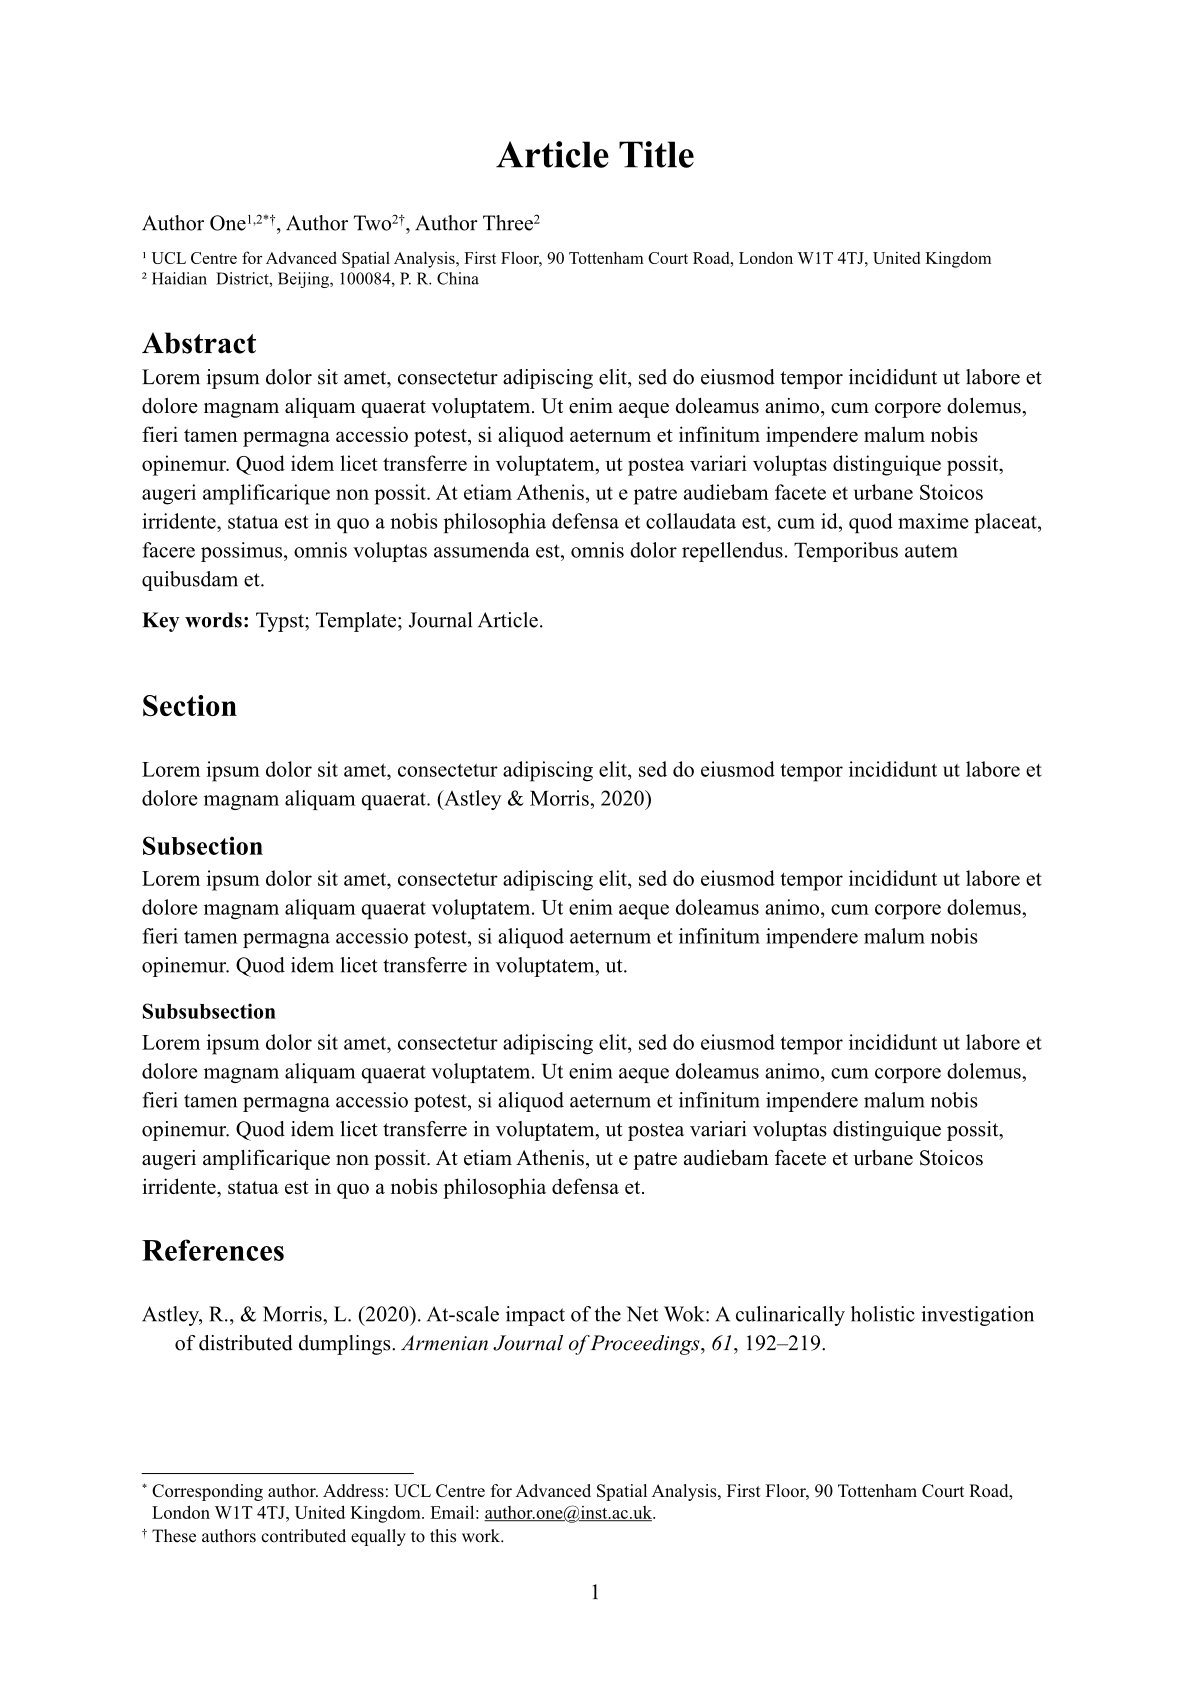 Article Title
Author One¹,²*†, Author Two²†, Author Three²
¹ UCL Centre for Advanced Spatial Analysis, First Floor, 90 Tottenham Court Road, London W1T 4TJ, United Kingdom
² Haidian  District, Beijing, 100084, P. R. China
Abstract
Lorem ipsum dolor sit amet, consectetur adipiscing elit, sed do eiusmod tempor incididunt ut labore et
dolore magnam aliquam quaerat voluptatem. Ut enim aeque doleamus animo, cum corpore dolemus,
fieri tamen permagna accessio potest, si aliquod aeternum et infinitum impendere malum nobis
opinemur. Quod idem licet transferre in voluptatem, ut postea variari voluptas distinguique possit,
augeri amplificarique non possit. At etiam Athenis, ut e patre audiebam facete et urbane Stoicos
irridente, statua est in quo a nobis philosophia defensa et collaudata est, cum id, quod maxime placeat,
facere possimus, omnis voluptas assumenda est, omnis dolor repellendus. Temporibus autem
quibusdam et.
Key words: Typst; Template; Journal Article.
Section
Lorem ipsum dolor sit amet, consectetur adipiscing elit, sed do eiusmod tempor incididunt ut labore et
dolore magnam aliquam quaerat. (Astley & Morris, 2020)
Subsection
Lorem ipsum dolor sit amet, consectetur adipiscing elit, sed do eiusmod tempor incididunt ut labore et
dolore magnam aliquam quaerat voluptatem. Ut enim aeque doleamus animo, cum corpore dolemus,
fieri tamen permagna accessio potest, si aliquod aeternum et infinitum impendere malum nobis
opinemur. Quod idem licet transferre in voluptatem, ut.
Subsubsection
Lorem ipsum dolor sit amet, consectetur adipiscing elit, sed do eiusmod tempor incididunt ut labore et
dolore magnam aliquam quaerat voluptatem. Ut enim aeque doleamus animo, cum corpore dolemus,
fieri tamen permagna accessio potest, si aliquod aeternum et infinitum impendere malum nobis
opinemur. Quod idem licet transferre in voluptatem, ut postea variari voluptas distinguique possit,
augeri amplificarique non possit. At etiam Athenis, ut e patre audiebam facete et urbane Stoicos
irridente, statua est in quo a nobis philosophia defensa et.
References
Astley, R., & Morris, L. (2020). At-scale impact of the Net Wok: A culinarically holistic investigation
of distributed dumplings. Armenian Journal of Proceedings, 61, 192–219.
* Corresponding author. Address: UCL Centre for Advanced Spatial Analysis, First Floor, 90 Tottenham Court Road,
London W1T 4TJ, United Kingdom. Email: author.one@inst.ac.uk.
† These authors contributed equally to this work.
1